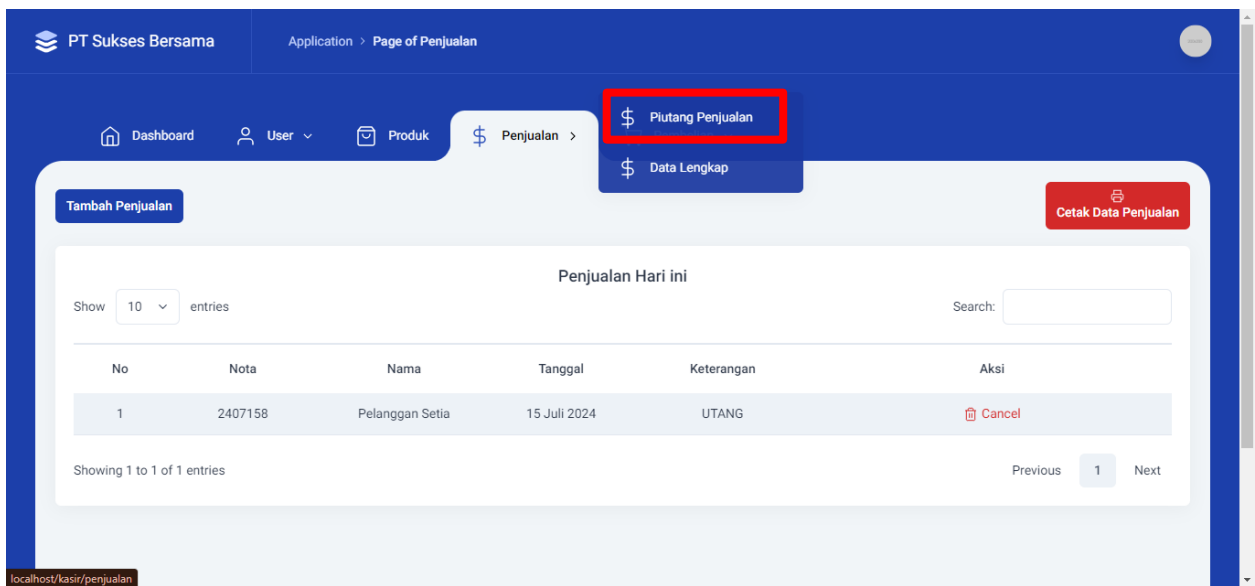 PT Sukses Bersama
Application > Page of Penjualan
Dashboard
User
Produk
Penjualan >
Piutang Penjualan
Data Lengkap
Tambah Penjualan
Cetak Data Penjualan
Penjualan Hari ini
Show 10 entries
Search:
No Nota Nama Tanggal Keterangan Aksi
1 2407158 Pelanggan Setia 15 Juli 2024 UTANG Cancel
Showing 1 to 1 of 1 entries
Previous 1 Next
localhost/kasir/penjualan